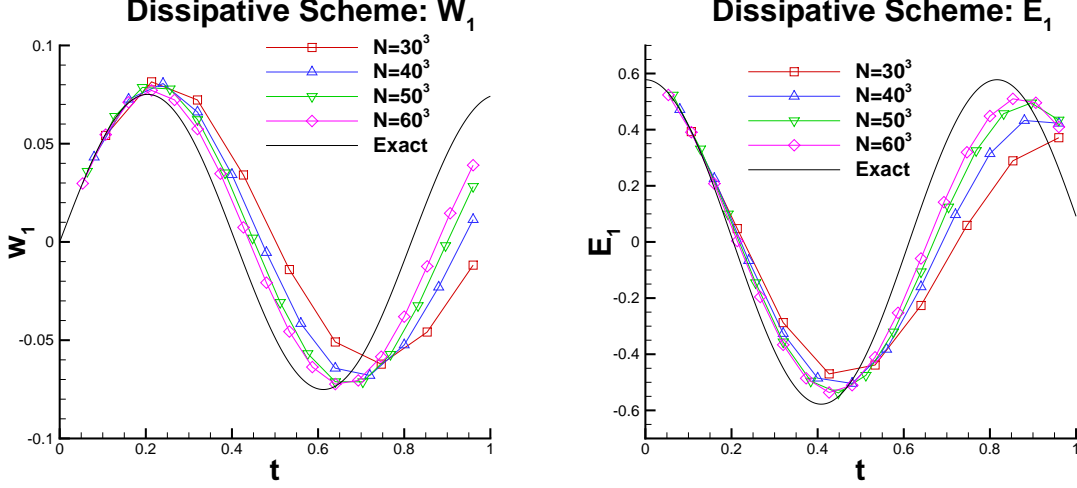 Dissipative Scheme: W₁
N=30³
N=40³
N=50³
N=60³
Exact
0.1
0.05
0
-0.05
-0.1
w₁
0
0.2
0.4
0.6
0.8
1
t
Dissipative Scheme: E₁
N=30³
N=40³
N=50³
N=60³
Exact
0.6
0.4
0.2
0
-0.2
-0.4
-0.6
E₁
0
0.2
0.4
0.6
0.8
1
t